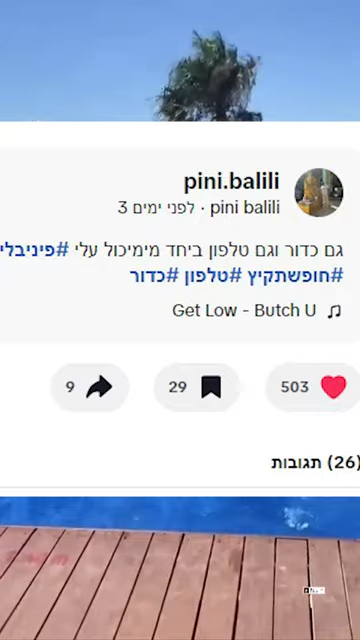 pini.balili
pini balili · לפני ימים 3
גם כדור וגם טלפון ביחד מימיכול עלי #פיניבלי
#חופשתקיץ #טלפון #כדור
Get Low - Butch U
503
29
9
(26) תגובות